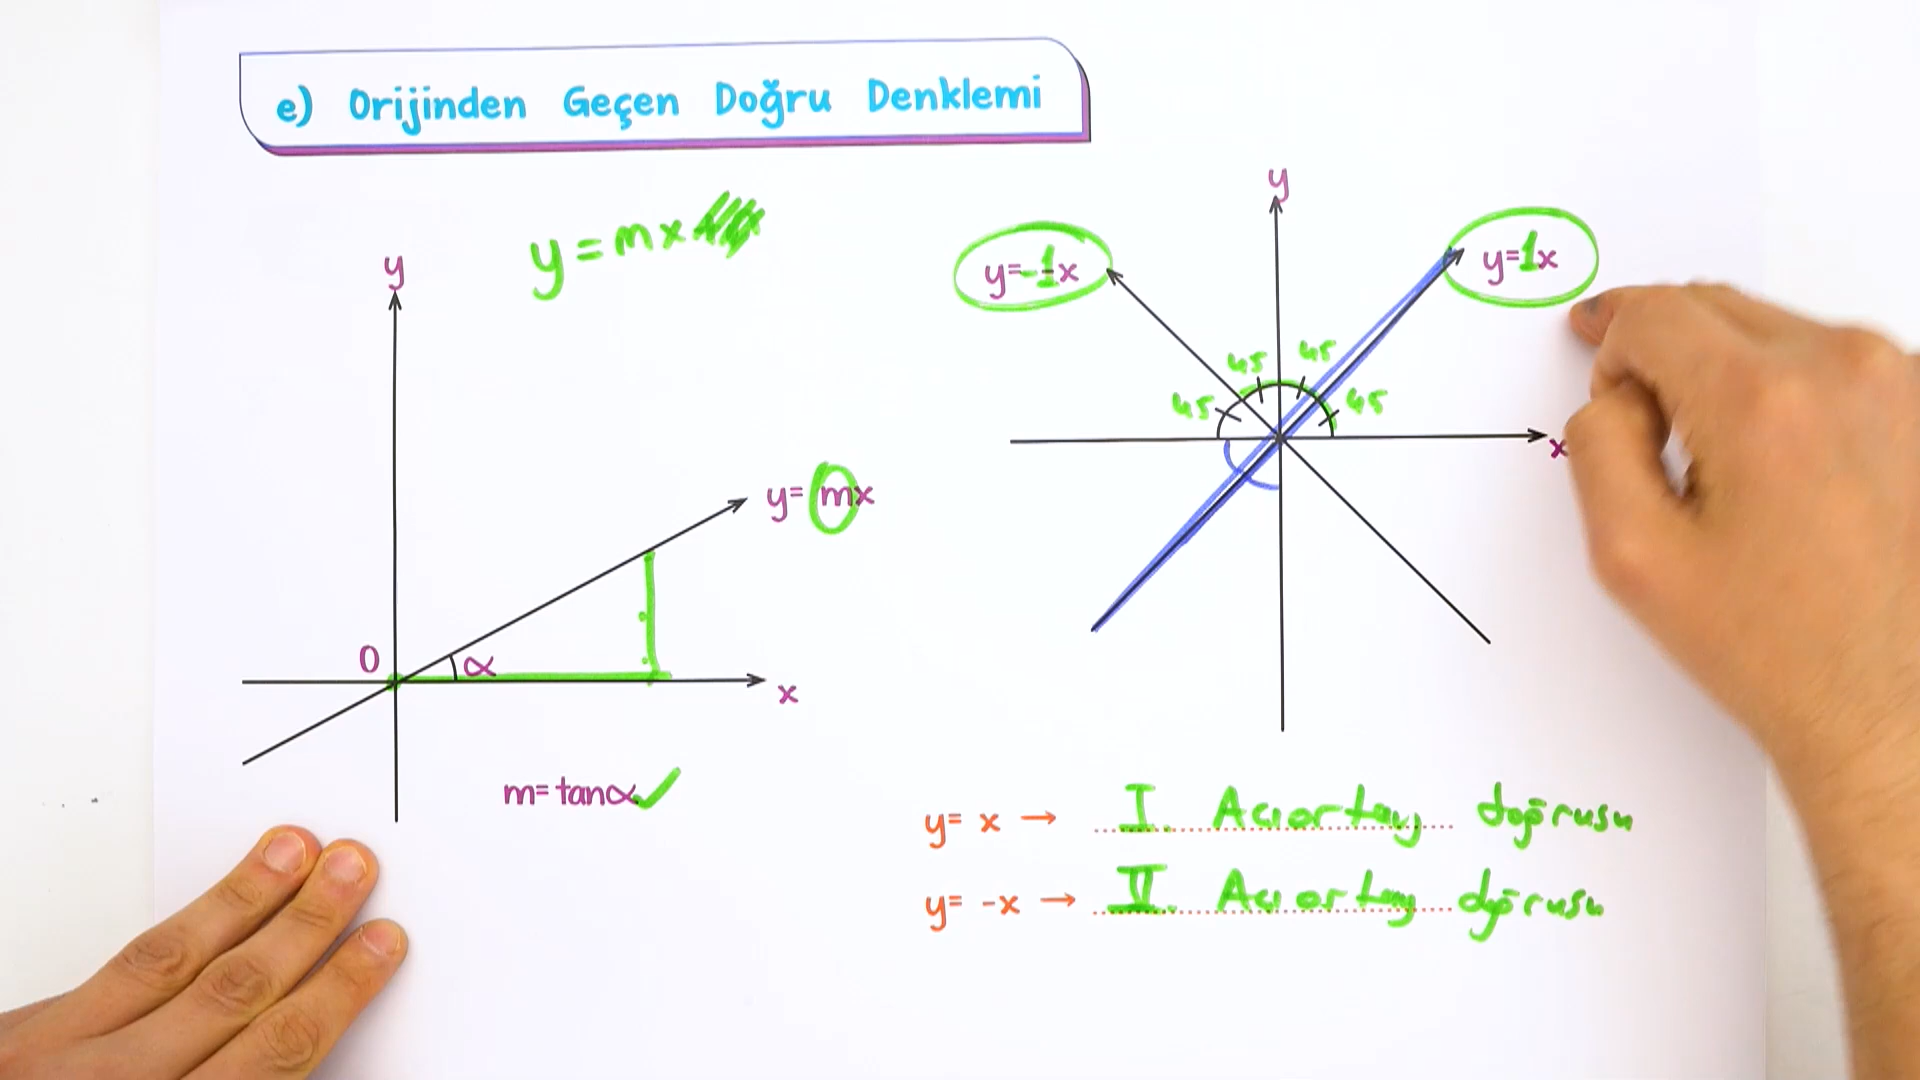 e) Orijinden Geçen Doğru Denklemi
y = mx
y
y=mx
0
α
x
m=tanα
y
y=-1x
y=1x
45
45
45
45
x
y= x → I. Açıortay doğrusu
y= -x → II. Açıortay doğrusu